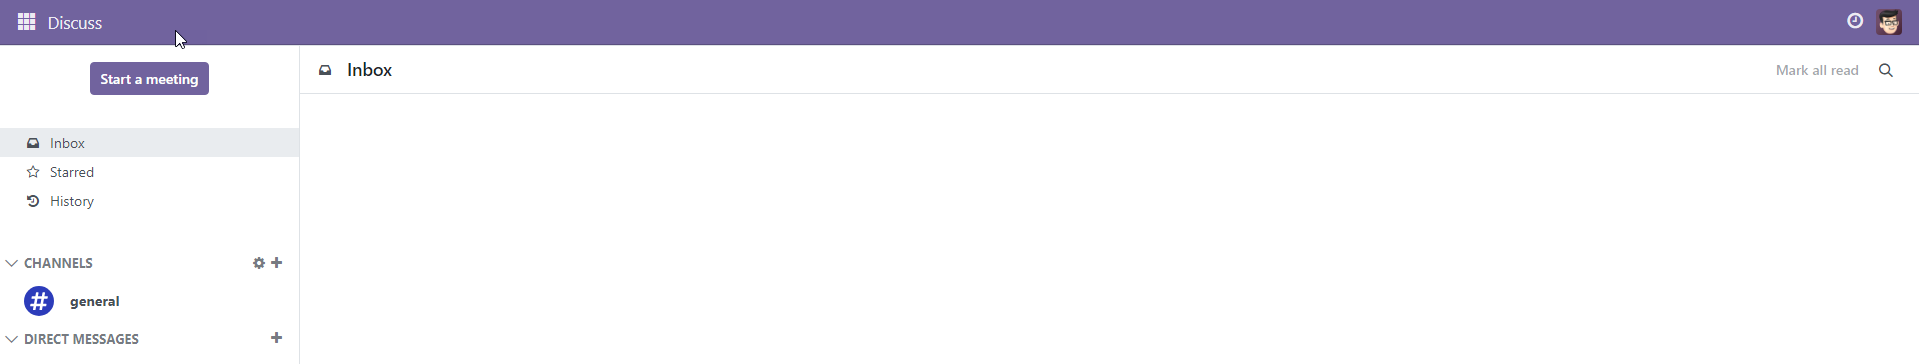 Discuss
Start a meeting
Inbox
Mark all read
Inbox
Starred
History
CHANNELS
general
DIRECT MESSAGES